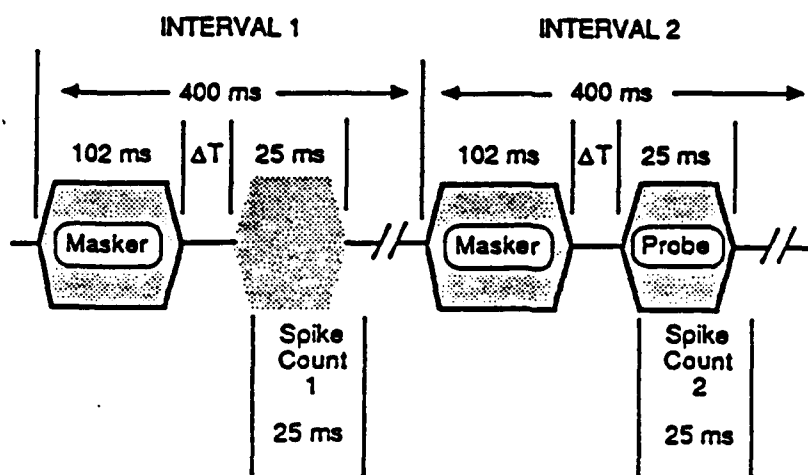 INTERVAL 1 INTERVAL 2
400 ms 400 ms
102 ms ΔT 25 ms 102 ms ΔT 25 ms
Masker Masker Probe
Spike Count 1
25 ms
Spike Count 2
25 ms